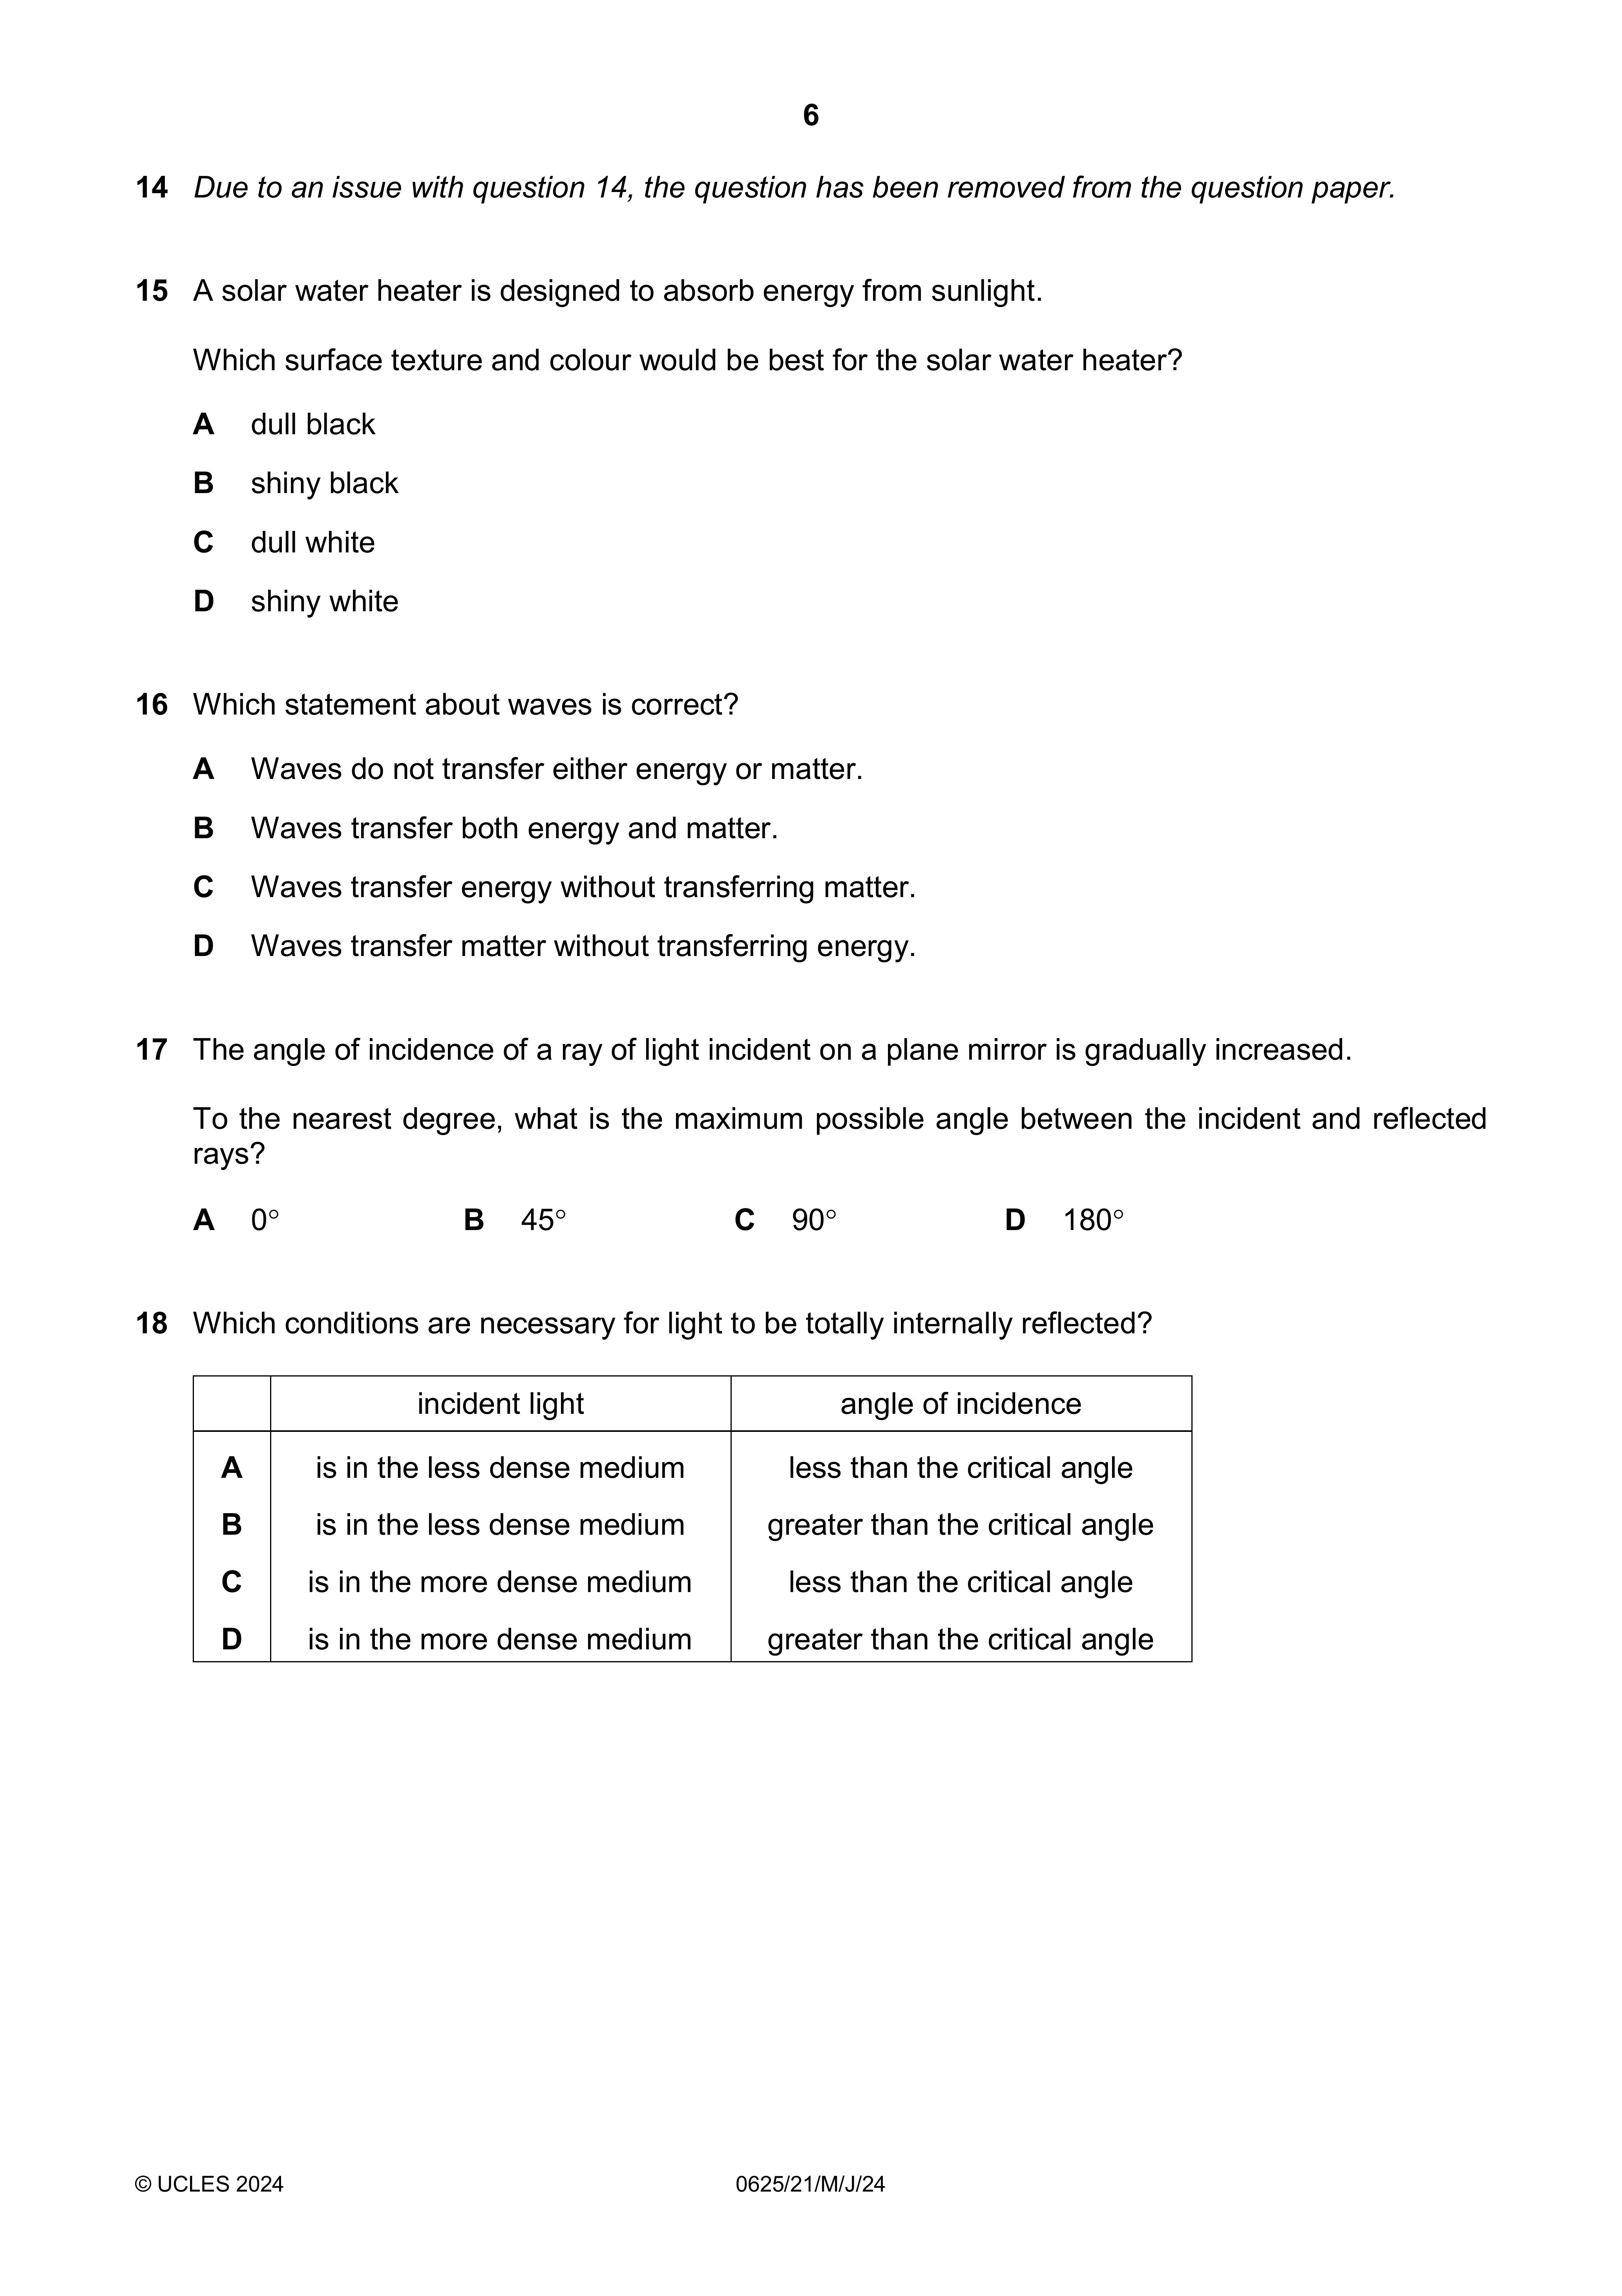 6
14 Due to an issue with question 14, the question has been removed from the question paper.
15 A solar water heater is designed to absorb energy from sunlight.
Which surface texture and colour would be best for the solar water heater?
A dull black
B shiny black
C dull white
D shiny white
16 Which statement about waves is correct?
A Waves do not transfer either energy or matter.
B Waves transfer both energy and matter.
C Waves transfer energy without transferring matter.
D Waves transfer matter without transferring energy.
17 The angle of incidence of a ray of light incident on a plane mirror is gradually increased.
To the nearest degree, what is the maximum possible angle between the incident and reflected
rays?
A 0° B 45° C 90° D 180°
18 Which conditions are necessary for light to be totally internally reflected?
incident light angle of incidence
A is in the less dense medium less than the critical angle
B is in the less dense medium greater than the critical angle
C is in the more dense medium less than the critical angle
D is in the more dense medium greater than the critical angle
© UCLES 2024 0625/21/M/J/24